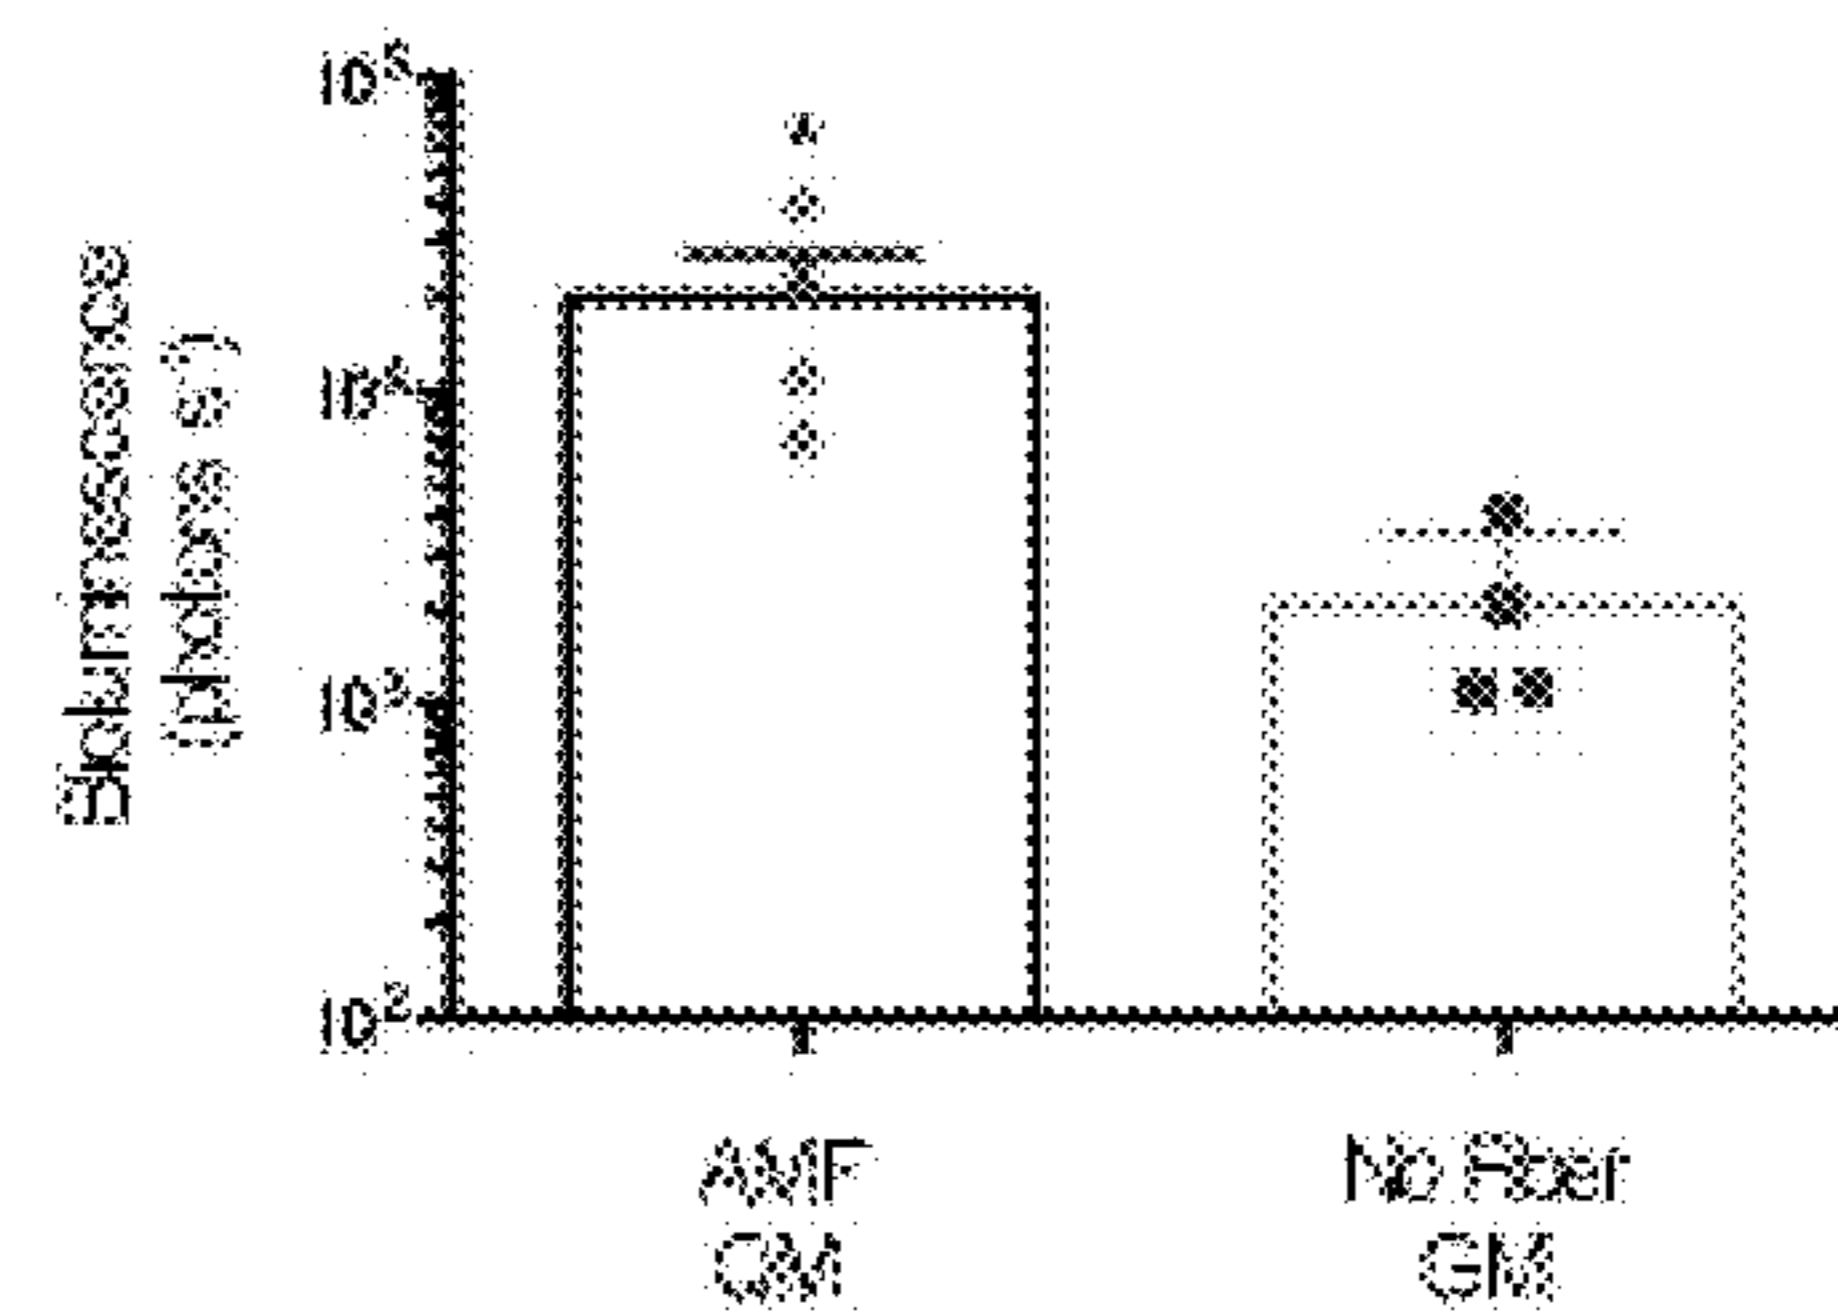 Bioluminescence
(photons s⁻¹)
10⁵
10⁴
10³
10²
AMF
GM
No Fiber
GM